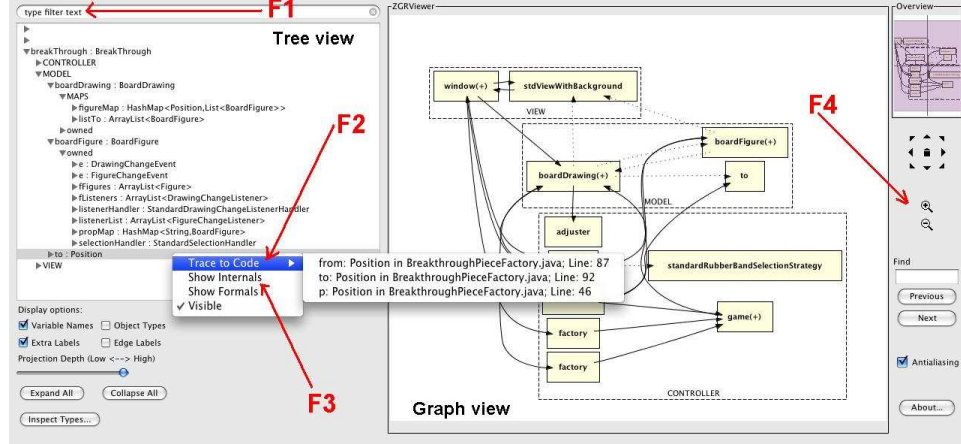 type filter text
F1
Tree view
breakThrough : BreakThrough
CONTROLLER
MODEL
boardDrawing : BoardDrawing
MAPS
figureMap : HashMap<Position,List<BoardFigure>>
listTo : ArrayList<BoardFigure>
owned
boardFigure : BoardFigure
owned
e : DrawingChangeEvent
e : FigureChangeEvent
fFigures : ArrayList<Figure>
fListeners : ArrayList<DrawingChangeListener>
listenerHandler : StandardDrawingChangeListenerHandler
listenerList : ArrayList<FigureChangeListener>
propMap : HashMap<String,BoardFigure>
selectionHandler : StandardSelectionHandler
to : Position
VIEW
F2
Trace to Code
Show Internals
Show Formals
✓ Visible
from: Position in BreakthroughPieceFactory.java; Line: 87
to: Position in BreakthroughPieceFactory.java; Line: 92
p: Position in BreakthroughPieceFactory.java; Line: 46
F3
Display options:
Variable Names
Object Types
Extra Labels
Edge Labels
Projection Depth (Low <--> High)
Expand All
Collapse All
Inspect Types...
ZGRViewer
window(+)
stdViewWithBackground
VIEW
boardFigure(+)
boardDrawing(+)
to
MODEL
adjuster
standardRubberBandSelectionStrategy
game(+)
factory
factory
CONTROLLER
Graph view
Overview
F4
Find
Previous
Next
Antialiasing
About...